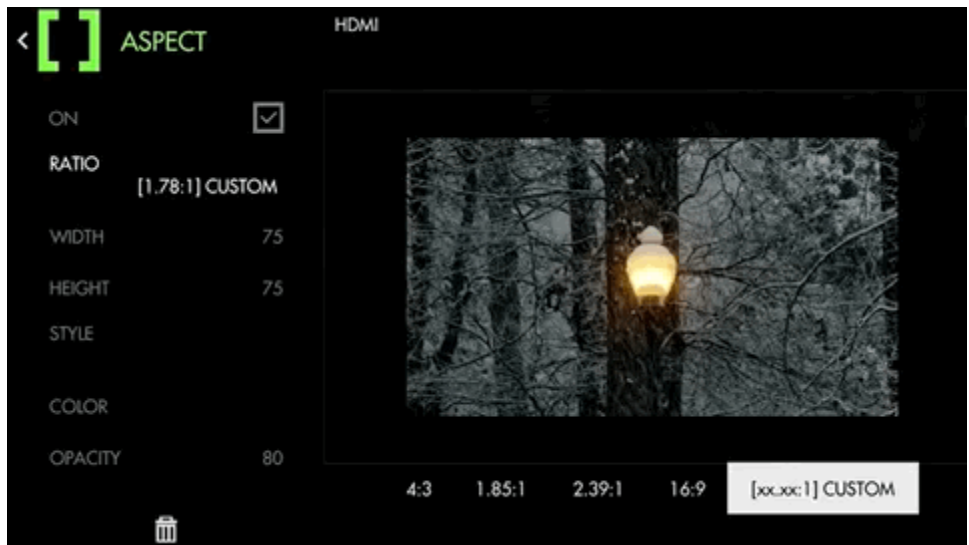 ASPECT
HDMI
ON
RATIO
[1.78:1] CUSTOM
WIDTH 75
HEIGHT 75
STYLE
COLOR
OPACITY 80
4:3 1.85:1 2.39:1 16:9 [xx.xx:1] CUSTOM